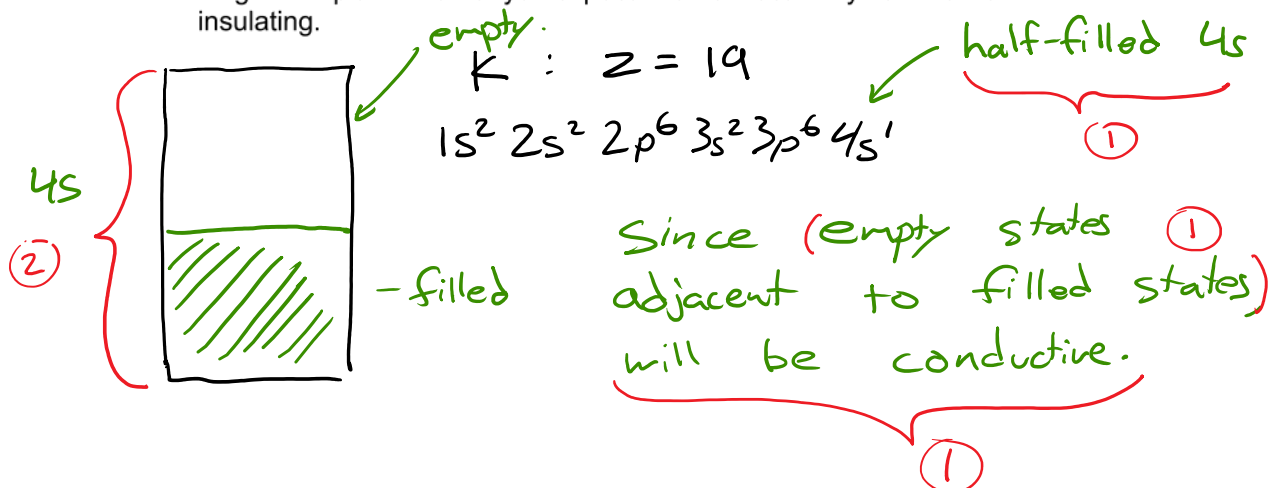 insulating.
empty.
K : Z = 19
half-filled 4s
①
1s² 2s² 2p⁶ 3s² 3p⁶ 4s¹
4s
②
-filled
Since (empty states ①
adjacent to filled states)
will be conductive.
①